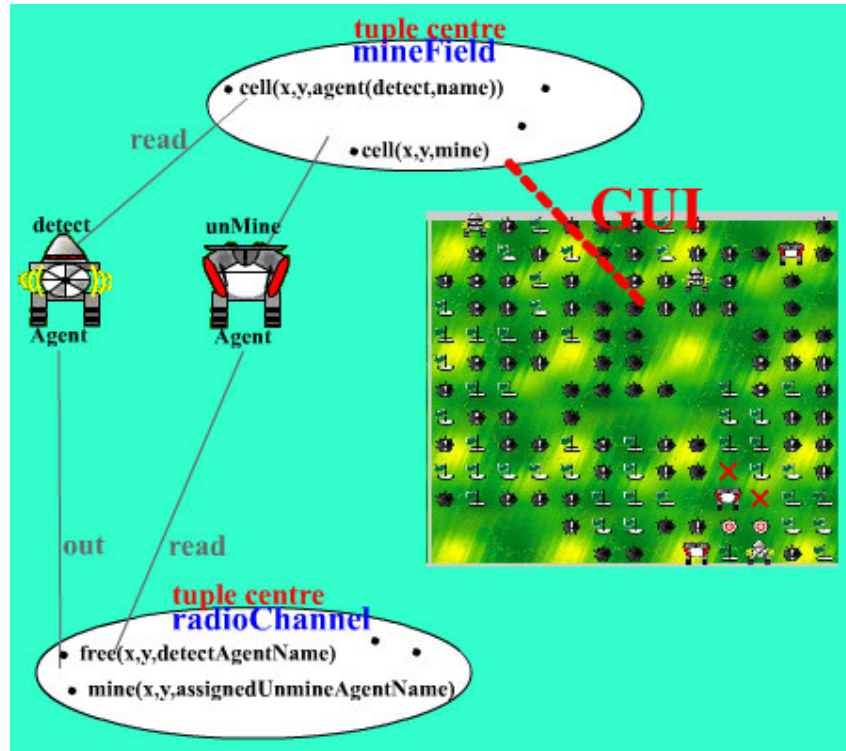 tuple centre
mineField
cell(x,y,agent(detect,name))
read
cell(x,y,mine)
GUI
detect
unMine
Agent
Agent
out
read
tuple centre
radioChannel
free(x,y,detectAgentName)
mine(x,y,assignedUnmineAgentName)